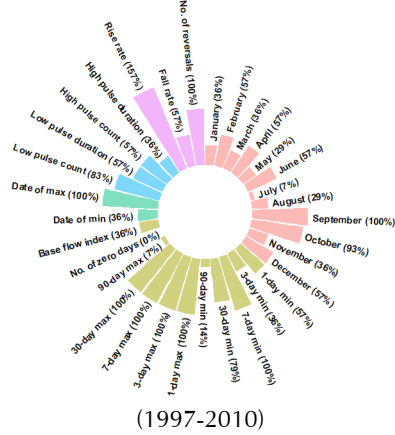 January (36%)
February (57%)
March (36%)
April (57%)
May (29%)
June (57%)
July (7%)
August (29%)
September (100%)
October (93%)
November (36%)
December (57%)
1-day min (57%)
3-day min (36%)
7-day min (100%)
30-day min (79%)
90-day min (14%)
1-day max (100%)
3-day max (100%)
7-day max (100%)
30-day max (100%)
90-day max (7%)
No. of zero days (0%)
Base flow index (36%)
Date of min (36%)
Date of max (100%)
Low pulse count (83%)
Low pulse duration (57%)
High pulse count (57%)
High pulse duration (36%)
Rise rate (157%)
Fall rate (57%)
No. of reversals (100%)
(1997-2010)